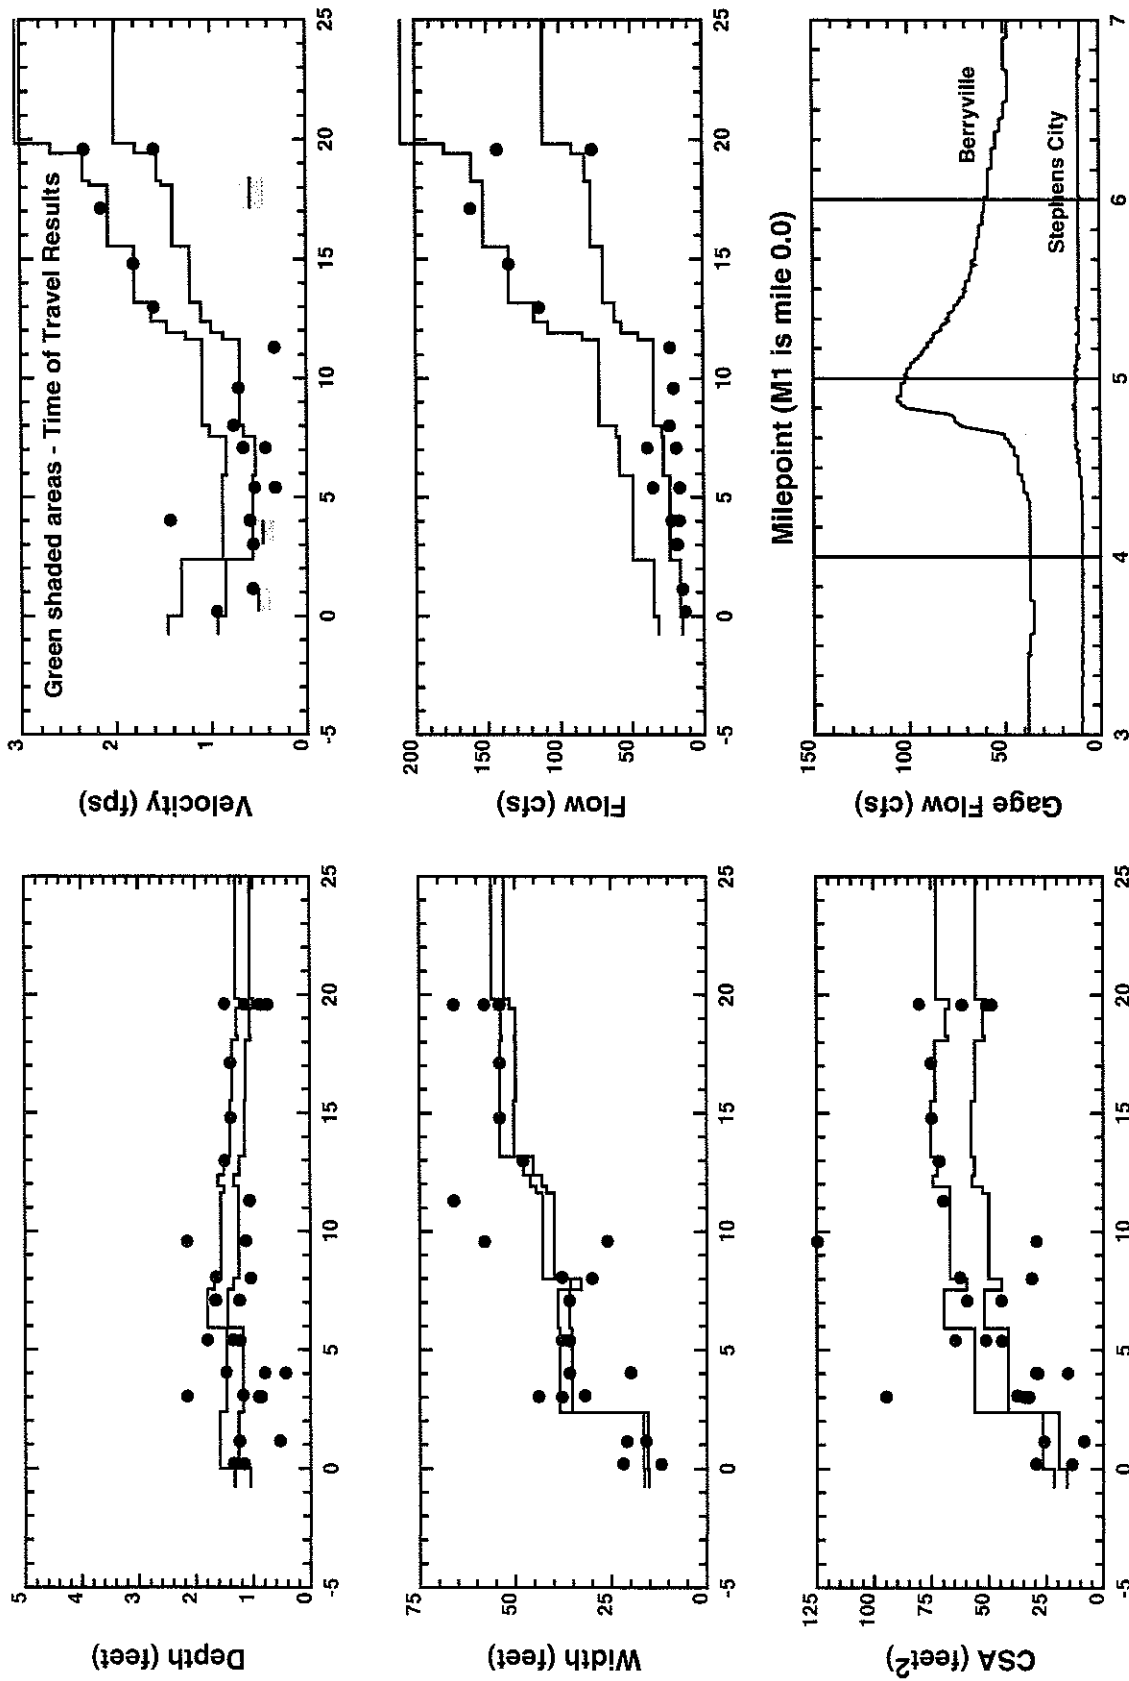 Depth (feet)
5
4
3
2
1
0
-5 0 5 10 15 20 25
Velocity (fps)
Green shaded areas - Time of Travel Results
3
2
1
0
-5 0 5 10 15 20 25
Width (feet)
75
50
25
0
-5 0 5 10 15 20 25
Flow (cfs)
200
150
100
50
0
-5 0 5 10 15 20 25
Milepoint (M1 is mile 0.0)
CSA (feet²)
125
100
75
50
25
0
-5 0 5 10 15 20 25
Gage Flow (cfs)
150
100
50
0
Berryville
Stephens City
3 4 5 6 7